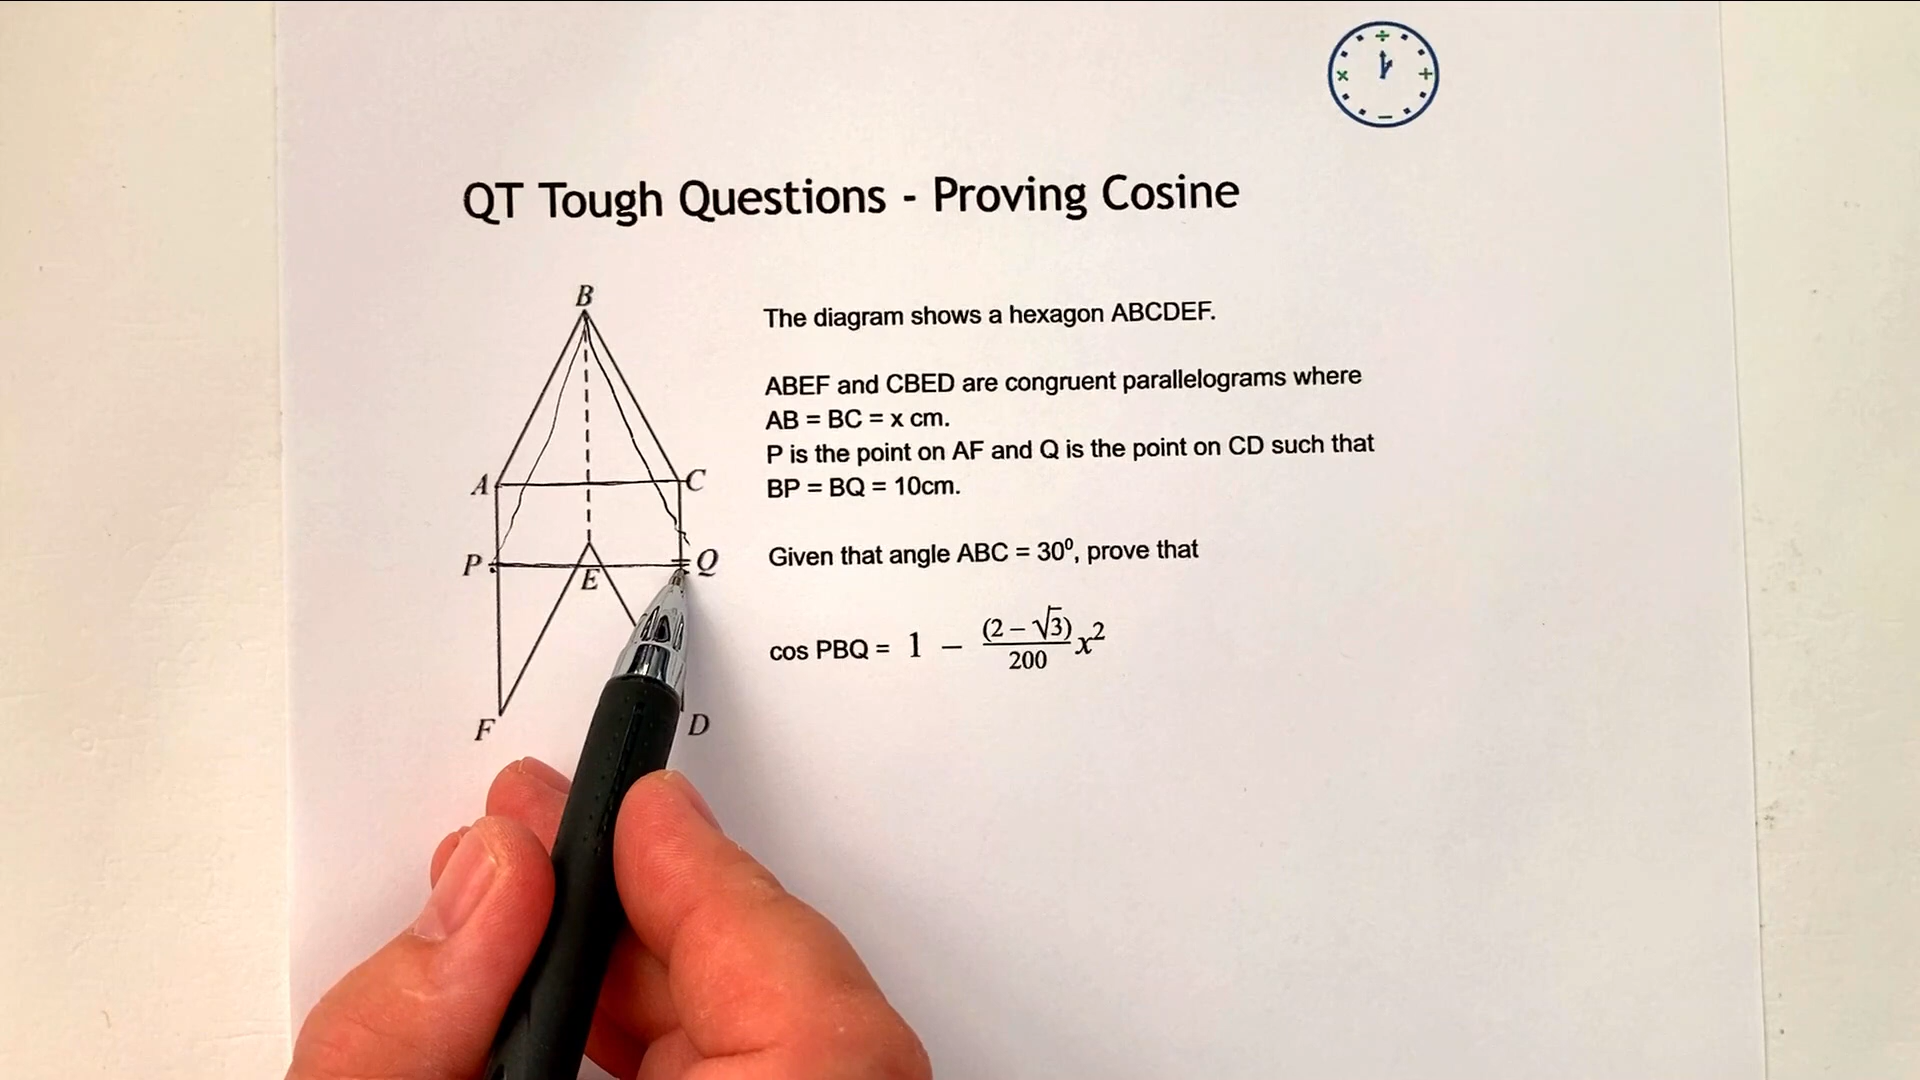 ÷
× +
−
QT Tough Questions - Proving Cosine
B
The diagram shows a hexagon ABCDEF.
ABEF and CBED are congruent parallelograms where
AB = BC = x cm.
P is the point on AF and Q is the point on CD such that
A C
BP = BQ = 10cm.
Given that angle ABC = 30⁰, prove that
P Q
E
cos PBQ = 1 − (2 − √3)/200 x²
F D